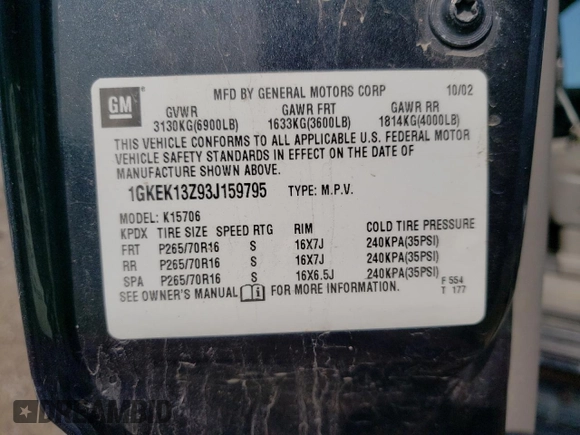 GM
MFD BY GENERAL MOTORS CORP 10/02
GVWR GAWR FRT GAWR RR
3130KG(6900LB) 1633KG(3600LB) 1814KG(4000LB)
THIS VEHICLE CONFORMS TO ALL APPLICABLE U.S. FEDERAL MOTOR
VEHICLE SAFETY STANDARDS IN EFFECT ON THE DATE OF
MANUFACTURE SHOWN ABOVE.
1GKEK13Z93J159795 TYPE: M.P.V.
MODEL: K15706
KPDX TIRE SIZE SPEED RTG RIM COLD TIRE PRESSURE
FRT P265/70R16 S 16X7J 240KPA(35PSI)
RR P265/70R16 S 16X7J 240KPA(35PSI)
SPA P265/70R16 S 16X6.5J 240KPA(35PSI)
SEE OWNER'S MANUAL i FOR MORE INFORMATION. F 554
T 177
DREAMBID